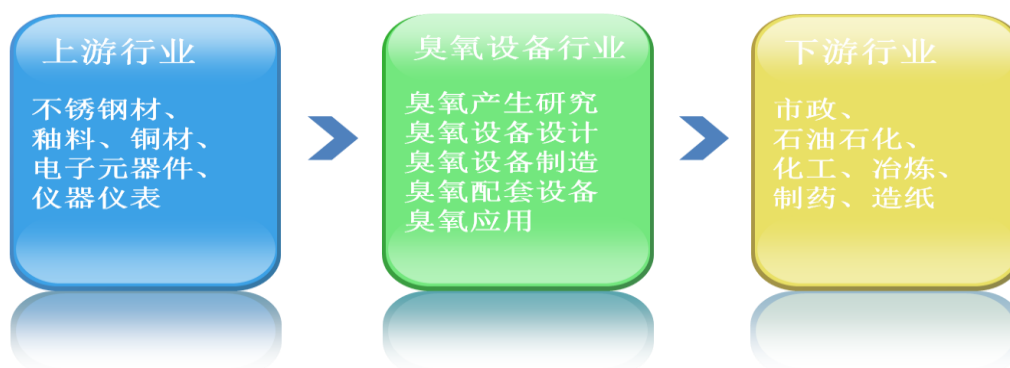 上游行业
不锈钢材、
釉料、铜材、
电子元器件、
仪器仪表
臭氧设备行业
臭氧产生研究
臭氧设备设计
臭氧设备制造
臭氧配套设备
臭氧应用
下游行业
市政、
石油石化、
化工、冶炼、
制药、造纸